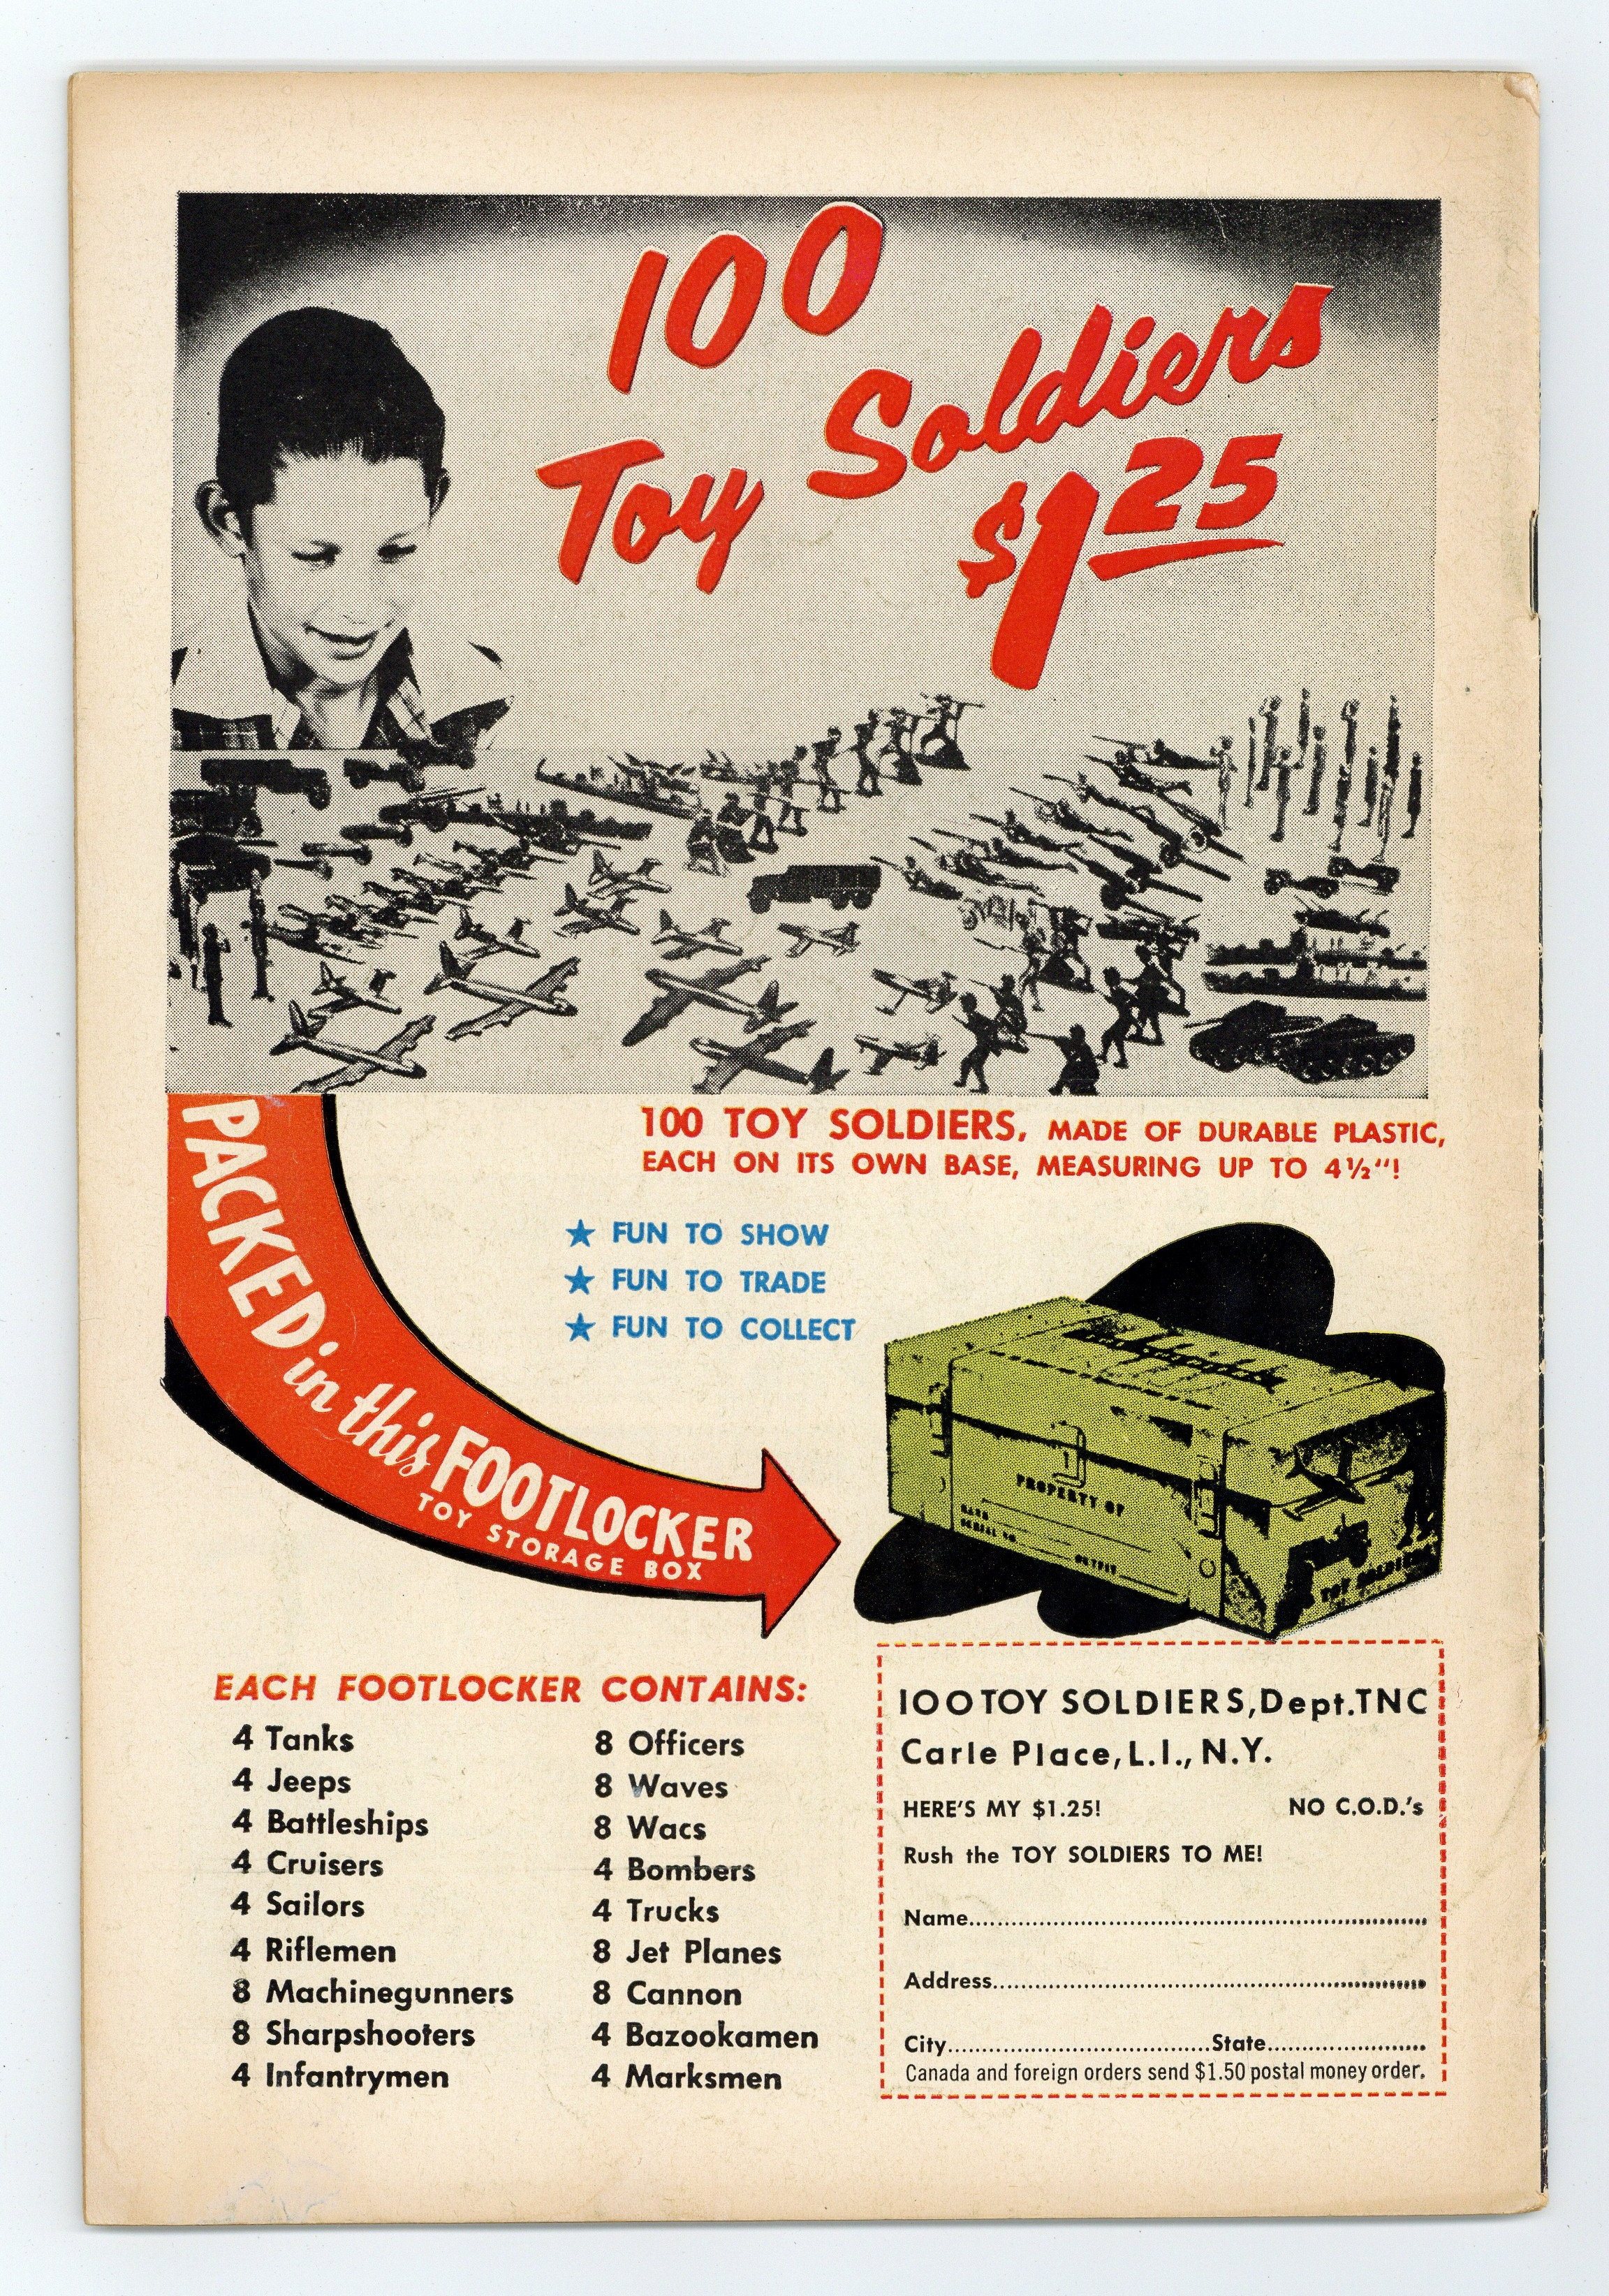 100
Toy Soldiers
$1 25
100 TOY SOLDIERS, MADE OF DURABLE PLASTIC,
EACH ON ITS OWN BASE, MEASURING UP TO 4½"!
PACKED in this FOOTLOCKER
TOY STORAGE BOX
★ FUN TO SHOW
★ FUN TO TRADE
★ FUN TO COLLECT
PROPERTY OF
EACH FOOTLOCKER CONTAINS:
4 Tanks
4 Jeeps
4 Battleships
4 Cruisers
4 Sailors
4 Riflemen
8 Machinegunners
8 Sharpshooters
4 Infantrymen
8 Officers
8 Waves
8 Wacs
4 Bombers
4 Trucks
8 Jet Planes
8 Cannon
4 Bazookamen
4 Marksmen
100 TOY SOLDIERS, Dept. TNC
Carle Place, L.I., N.Y.
HERE'S MY $1.25! NO C.O.D.'s
Rush the TOY SOLDIERS TO ME!
Name
Address
City State
Canada and foreign orders send $1.50 postal money order.